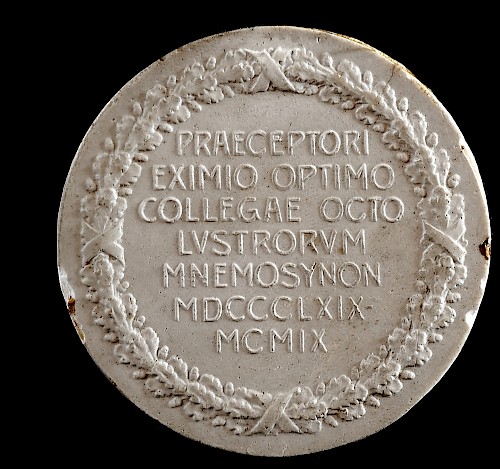 PRAECEPTORI
EXIMIO OPTIMO
COLLEGAE OCTO
LVSTRORVM
MNEMOSYNON
MDCCCLXIX-
MCMIX